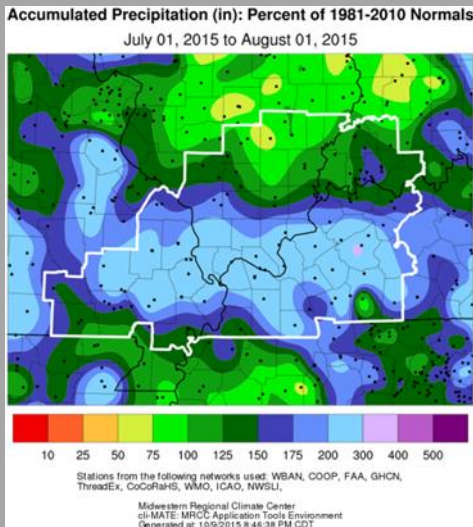 Accumulated Precipitation (in): Percent of 1981-2010 Normals
July 01, 2015 to August 01, 2015
10 25 50 75 100 125 150 175 200 300 400 500
Stations from the following networks used: WBAN, COOP, FAA, GHCN,
ThreadEx, CoCoRaHS, WMO, ICAO, NWSLI,
Midwestern Regional Climate Center
cli-MATE: MRCC Application Tools Environment
Generated at: 10/9/2015 8:46:38 PM CDT